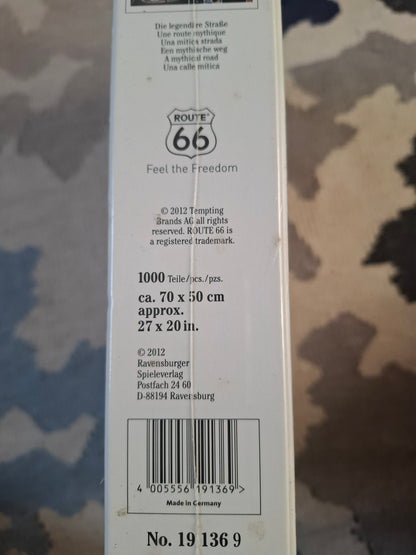 Die legendäre Straße
Une route mythique
Una mitica strada
Een mythische weg
A mythical road
Una calle mítica
ROUTE
66
Feel the Freedom
© 2012 Tempting
Brands AG all rights
reserved. ROUTE 66 is
a registered trademark.
1000 Teile/pcs./pzs.
ca. 70 x 50 cm
approx.
27 x 20 in.
© 2012
Ravensburger
Spieleverlag
Postfach 24 60
D-88194 Ravensburg
4 005556 191369 >
Made in Germany
No. 19 136 9